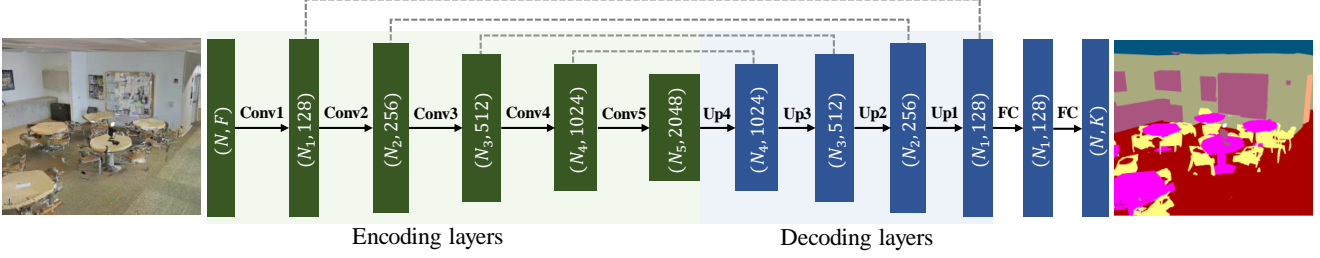 (N, F)
Conv1
(N₁, 128)
Conv2
(N₂, 256)
Conv3
(N₃, 512)
Conv4
(N₄, 1024)
Conv5
(N₅, 2048)
Up4
(N₄, 1024)
Up3
(N₃, 512)
Up2
(N₂, 256)
Up1
(N₁, 128)
FC
(N₁, 128)
FC
(N, K)
Encoding layers
Decoding layers